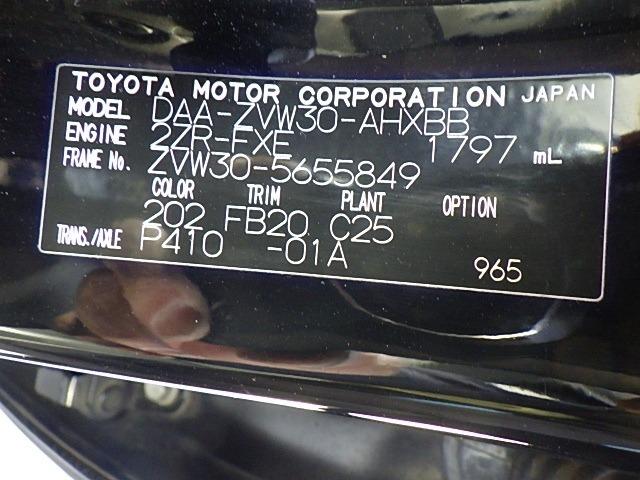 TOYOTA MOTOR CORPORATION JAPAN
MODEL DAA-ZVW30-AHXBB
ENGINE 2ZR-FXE 1797 mL
FRAME No. ZVW30-5655849
COLOR TRIM PLANT OPTION
202 FB20 C25
TRANS./AXLE P410 -01A 965